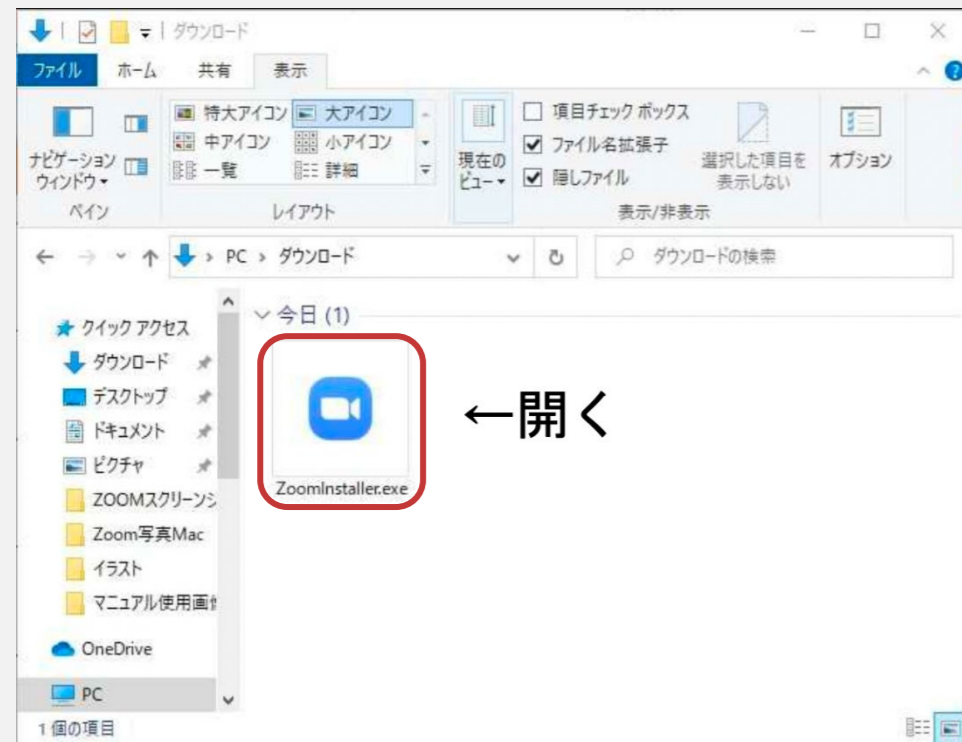 ダウンロード
ファイル ホーム 共有 表示
特大アイコン 大アイコン
中アイコン 小アイコン
一覧 詳細
ナビゲーション
ウィンドウ
ペイン
レイアウト
現在の
ビュー
項目チェック ボックス
ファイル名拡張子
隠しファイル
選択した項目を
表示しない
表示/非表示
オプション
PC ダウンロード
ダウンロードの検索
クイック アクセス
ダウンロード
デスクトップ
ドキュメント
ピクチャ
ZOOMスクリーンシ
Zoom写真Mac
イラスト
マニュアル使用画
OneDrive
PC
今日 (1)
ZoomInstaller.exe
←開く
1 個の項目